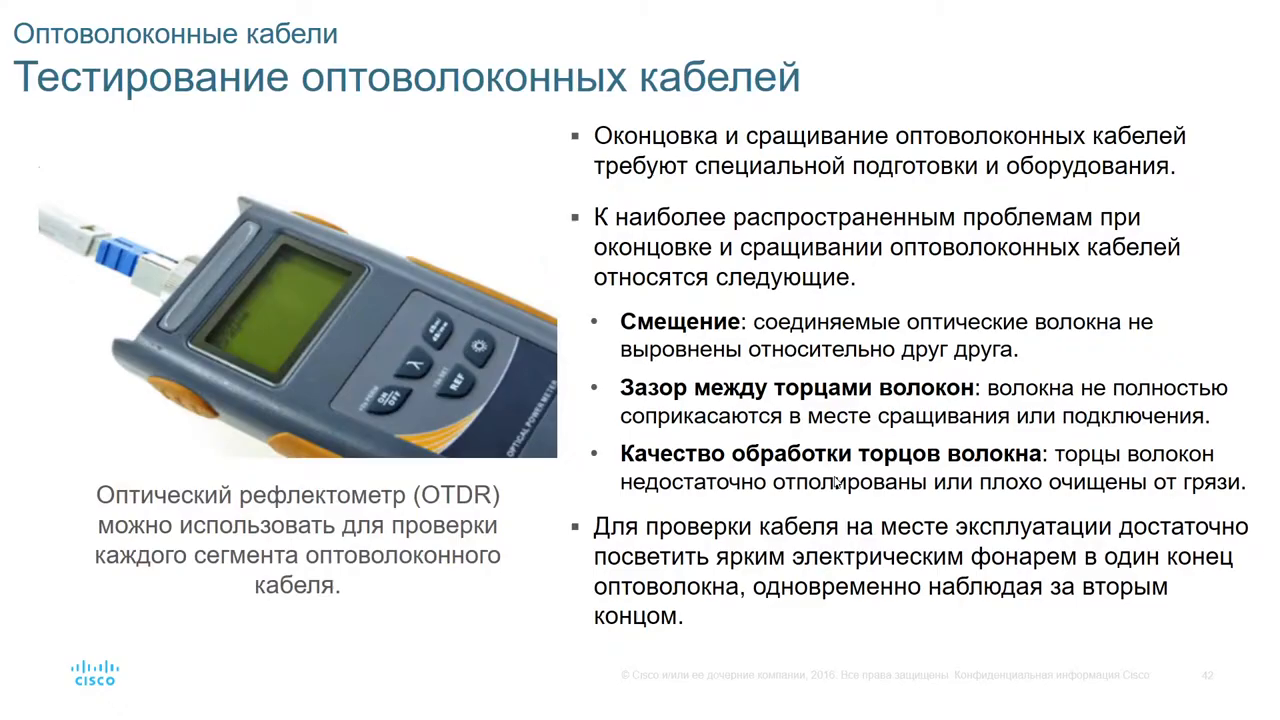 Оптоволоконные кабели
Тестирование оптоволоконных кабелей
▪ Оконцовка и сращивание оптоволоконных кабелей
требуют специальной подготовки и оборудования.
▪ К наиболее распространенным проблемам при
оконцовке и сращивании оптоволоконных кабелей
относятся следующие.
• Смещение: соединяемые оптические волокна не
выровнены относительно друг друга.
• Зазор между торцами волокон: волокна не полностью
соприкасаются в месте сращивания или подключения.
• Качество обработки торцов волокна: торцы волокон
недостаточно отполированы или плохо очищены от грязи.
▪ Для проверки кабеля на месте эксплуатации достаточно
посветить ярким электрическим фонарем в один конец
оптоволокна, одновременно наблюдая за вторым
концом.
λ
REF
ON
OFF
OPTICAL POWER METER
Оптический рефлектометр (OTDR)
можно использовать для проверки
каждого сегмента оптоволоконного
кабеля.
CISCO
© Cisco и/или ее дочерние компании, 2016. Все права защищены. Конфиденциальная информация Cisco
42